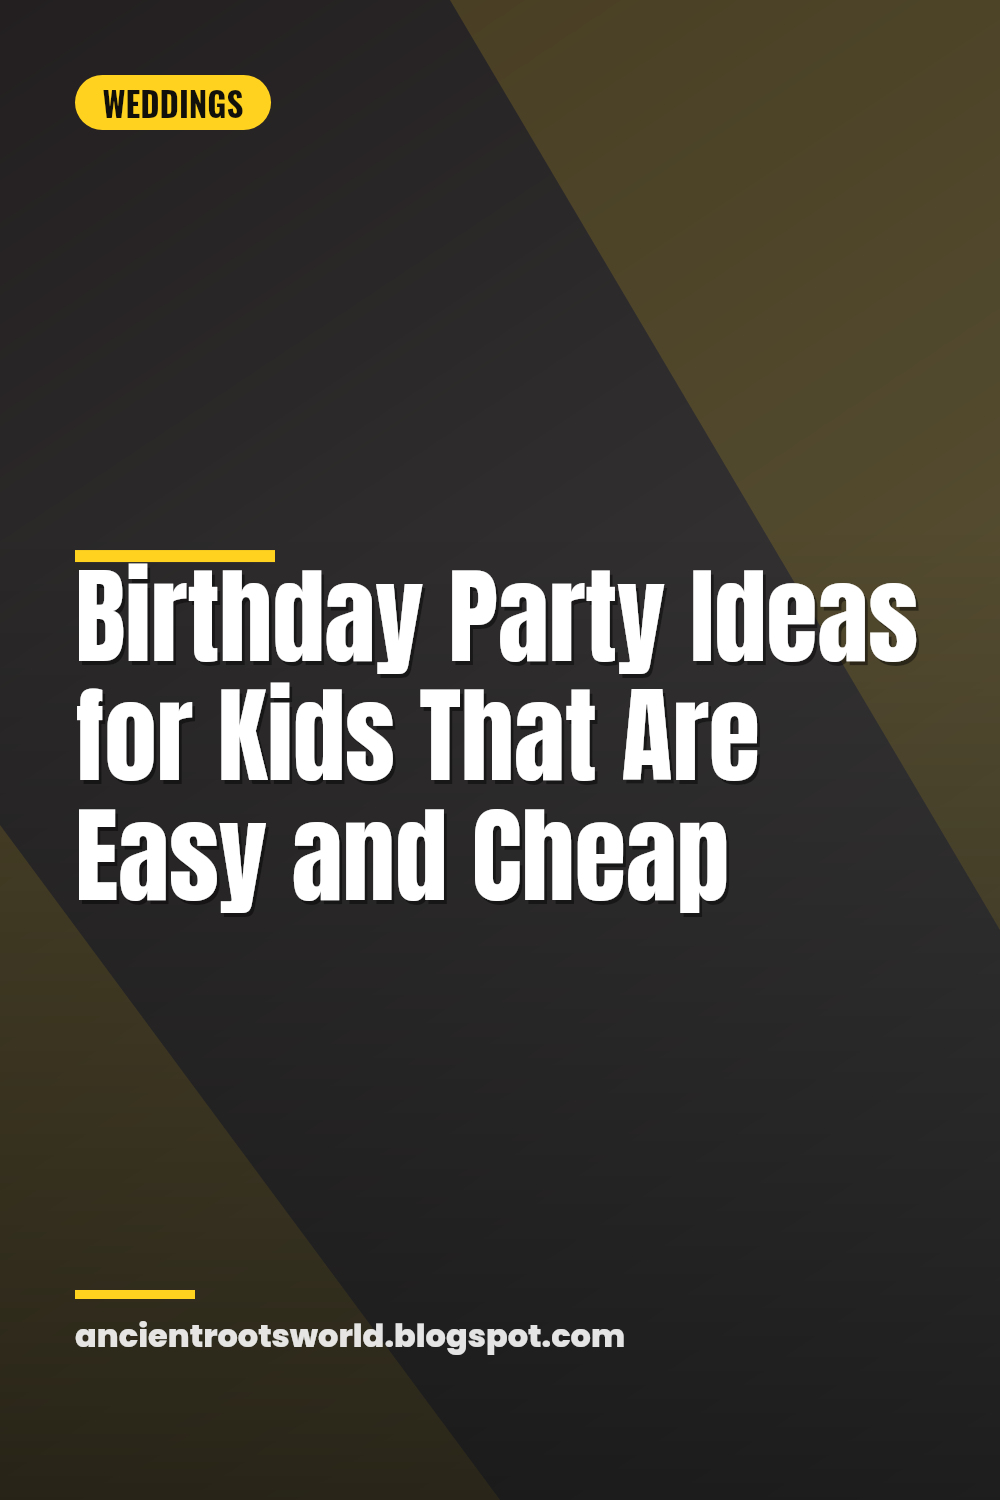 WEDDINGS
Birthday Party Ideas
for Kids That Are
Easy and Cheap
ancientrootsworld.blogspot.com